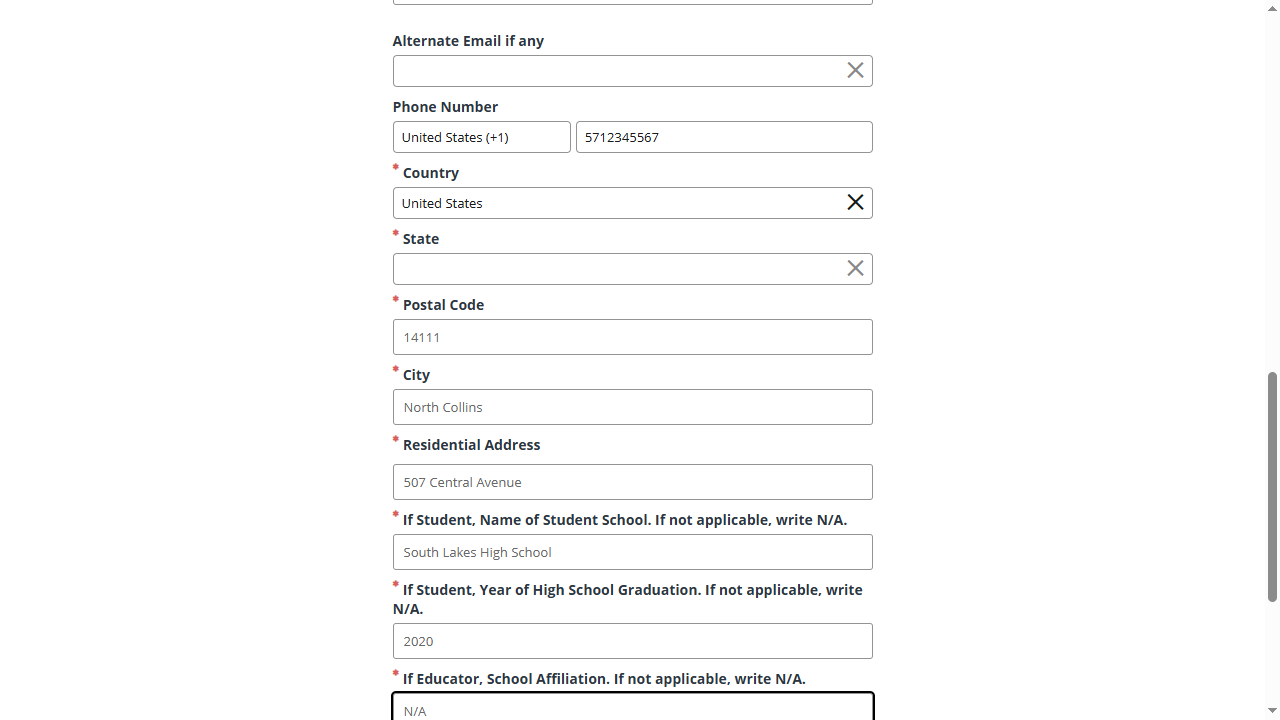 Alternate Email if any
Phone Number
United States (+1) 5712345567
* Country
United States
* State
* Postal Code
14111
* City
North Collins
* Residential Address
507 Central Avenue
* If Student, Name of Student School. If not applicable, write N/A.
South Lakes High School
* If Student, Year of High School Graduation. If not applicable, write
N/A.
2020
* If Educator, School Affiliation. If not applicable, write N/A.
N/A